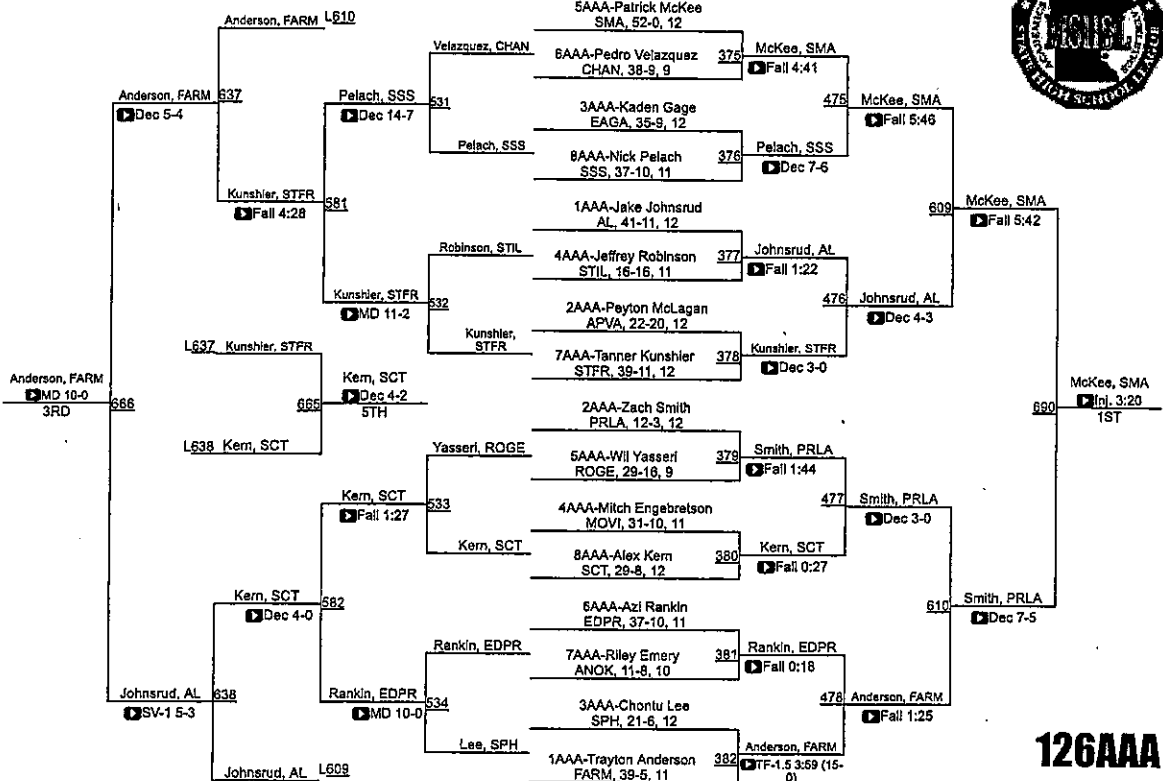 Anderson, FARM L610
Anderson, FARM 637
Dec 5-4
Kunshier, STFR
Fall 4:28
Pelach, SSS
Dec 14-7
581
Kunshier, STFR
MD 11-2
Velazquez, CHAN
531
Pelach, SSS
Robinson, STIL
532
Kunshier,
STFR
L637 Kunshier, STFR
665
L638 Kern, SCT
Kern, SCT
Dec 4-2
5TH
Anderson, FARM
MD 10-0
3RD
666
Yasseri, ROGE
533
Kern, SCT
Kern, SCT
Fall 1:27
Kern, SCT
Dec 4-0
582
Rankin, EDPR
MD 10-0
Rankin, EDPR
534
Lee, SPH
Johnsrud, AL 638
SV-1 5-3
Johnsrud, AL L609
5AAA-Patrick McKee
SMA, 52-0, 12
6AAA-Pedro Velazquez
CHAN, 38-9, 9
375
3AAA-Kaden Gage
EAGA, 35-9, 12
8AAA-Nick Pelach
SSS, 37-10, 11
376
1AAA-Jake Johnsrud
AL, 41-11, 12
4AAA-Jeffrey Robinson
STIL, 16-16, 11
377
2AAA-Peyton McLagan
APVA, 22-20, 12
7AAA-Tanner Kunshier
STFR, 39-11, 12
378
2AAA-Zach Smith
PRLA, 12-3, 12
5AAA-Wil Yasseri
ROGE, 29-16, 9
379
4AAA-Mitch Engebretson
MOVI, 31-10, 11
8AAA-Alex Kern
SCT, 29-8, 12
380
6AAA-Azi Rankin
EDPR, 37-10, 11
7AAA-Riley Emery
ANOK, 11-8, 10
381
3AAA-Chontu Lee
SPH, 21-6, 12
1AAA-Trayton Anderson
FARM, 39-5, 11
382
McKee, SMA
Fall 4:41
475
Pelach, SSS
Dec 7-6
Johnsrud, AL
Fall 1:22
476
Kunshier, STFR
Dec 3-0
Smith, PRLA
Fall 1:44
477
Kern, SCT
Fall 0:27
Rankin, EDPR
Fall 0:18
478
Anderson, FARM
TF-1.5 3:59 (15-
0)
McKee, SMA
Fall 5:46
609
Johnsrud, AL
Dec 4-3
Smith, PRLA
Dec 3-0
610
Anderson, FARM
Fall 1:25
McKee, SMA
Fall 5:42
690
Smith, PRLA
Dec 7-5
McKee, SMA
Inj. 3:20
1ST
MSHSL
STATE HIGH SCHOOL LEAGUE
126AAA